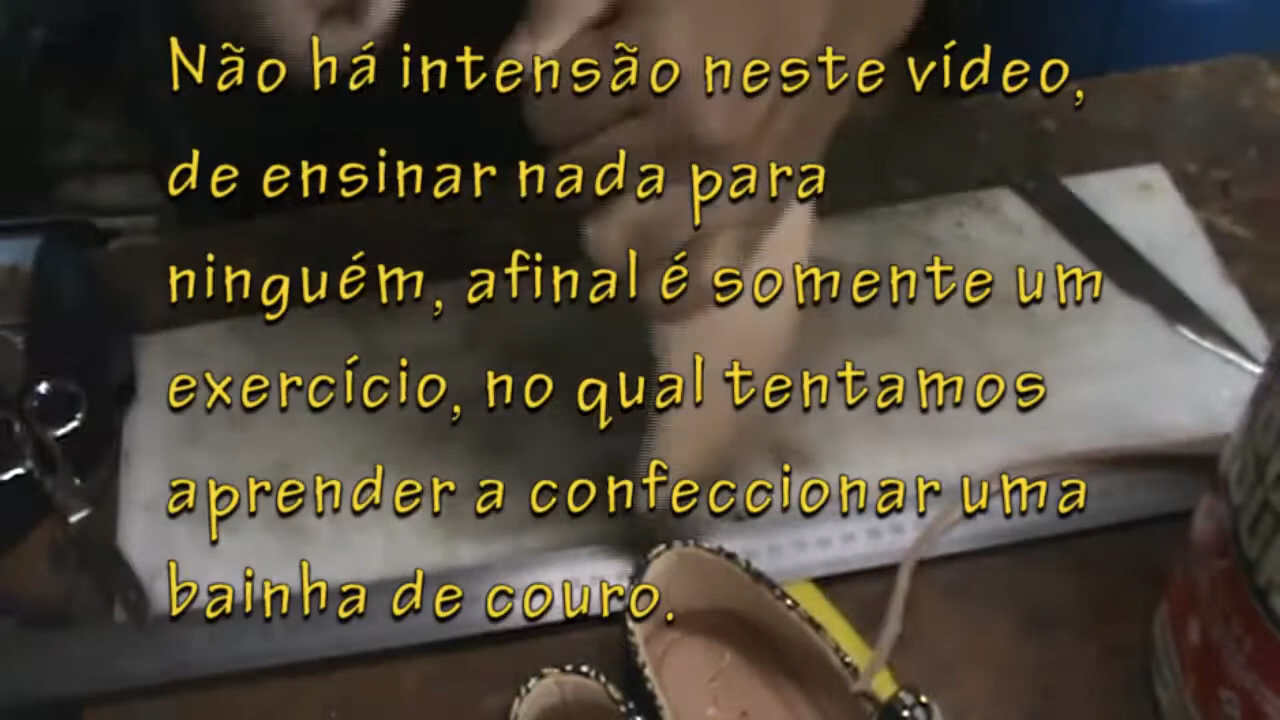 Não há intensão neste vídeo,
de ensinar nada para
ninguém, afinal é somente um
exercício, no qual tentamos
aprender a confeccionar uma
bainha de couro.